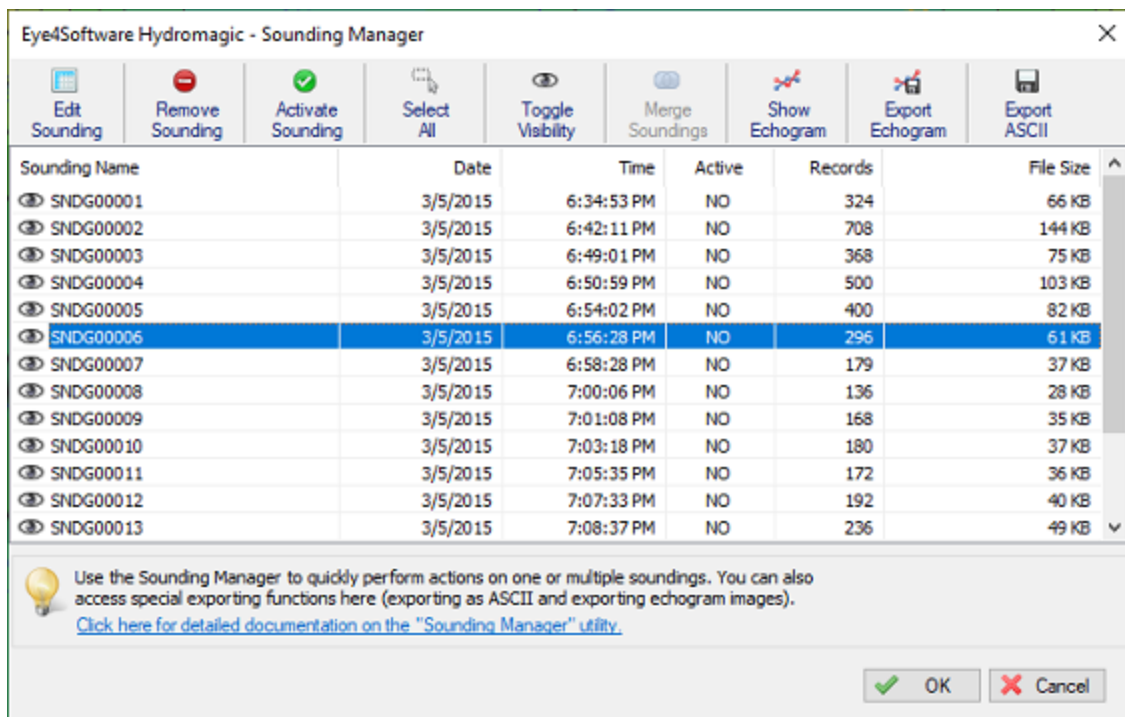 Eye4Software Hydromagic - Sounding Manager
Edit Sounding
Remove Sounding
Activate Sounding
Select All
Toggle Visibility
Merge Soundings
Show Echogram
Export Echogram
Export ASCII
Sounding Name Date Time Active Records File Size
SNDG00001 3/5/2015 6:34:53 PM NO 324 66 KB
SNDG00002 3/5/2015 6:42:11 PM NO 708 144 KB
SNDG00003 3/5/2015 6:49:01 PM NO 368 75 KB
SNDG00004 3/5/2015 6:50:59 PM NO 500 103 KB
SNDG00005 3/5/2015 6:54:02 PM NO 400 82 KB
SNDG00006 3/5/2015 6:56:28 PM NO 296 61 KB
SNDG00007 3/5/2015 6:58:28 PM NO 179 37 KB
SNDG00008 3/5/2015 7:00:06 PM NO 136 28 KB
SNDG00009 3/5/2015 7:01:08 PM NO 168 35 KB
SNDG00010 3/5/2015 7:03:18 PM NO 180 37 KB
SNDG00011 3/5/2015 7:05:35 PM NO 172 36 KB
SNDG00012 3/5/2015 7:07:33 PM NO 192 40 KB
SNDG00013 3/5/2015 7:08:37 PM NO 236 49 KB
Use the Sounding Manager to quickly perform actions on one or multiple soundings. You can also
access special exporting functions here (exporting as ASCII and exporting echogram images).
Click here for detailed documentation on the "Sounding Manager" utility.
OK Cancel